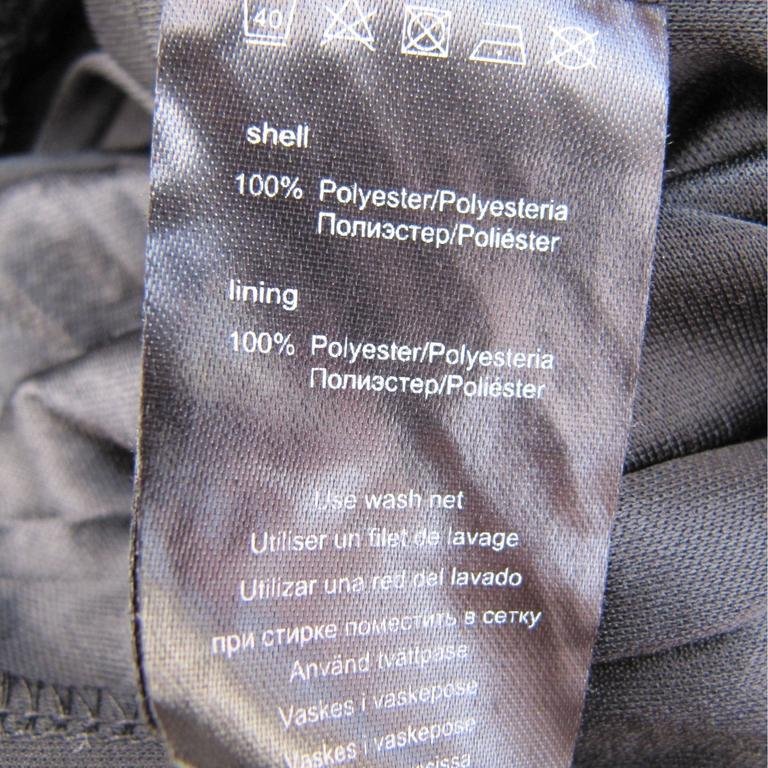 40
shell
100% Polyester/Polyesteria
Полиэстер/Poliéster
lining
100% Polyester/Polyesteria
Полиэстер/Poliéster
Use wash net
Utiliser un filet de lavage
Utilizar una red del lavado
при стирке поместить в сетку
Använd tvättpåse
Vaskes i vaskepose
Vaskes i vaskepose